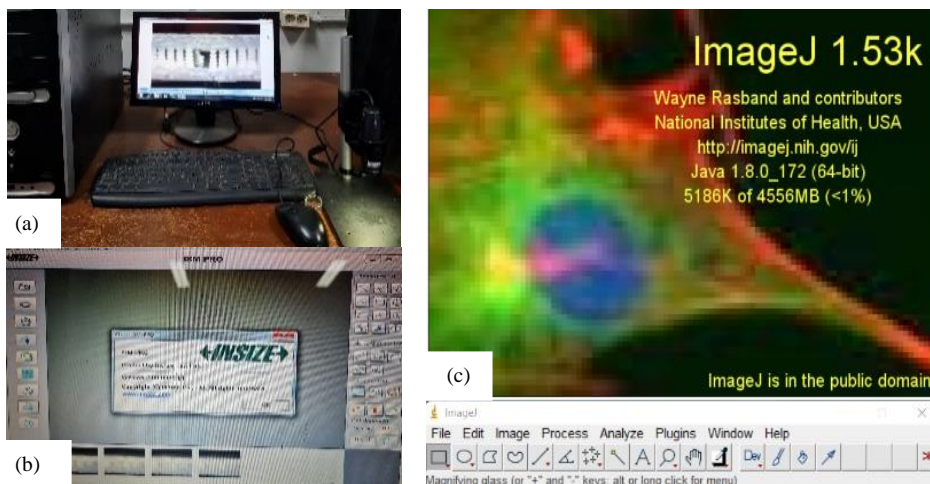 (a)
INSIZE
INSIZE
(b)
ImageJ 1.53k
Wayne Rasband and contributors
National Institutes of Health, USA
http://imagej.nih.gov/ij
Java 1.8.0_172 (64-bit)
5186K of 4556MB (<1%)
(c)
ImageJ is in the public domain
ImageJ
File Edit Image Process Analyze Plugins Window Help
A Dev
Magnifying glass (or "+" and "-" keys; alt or long click for menu)